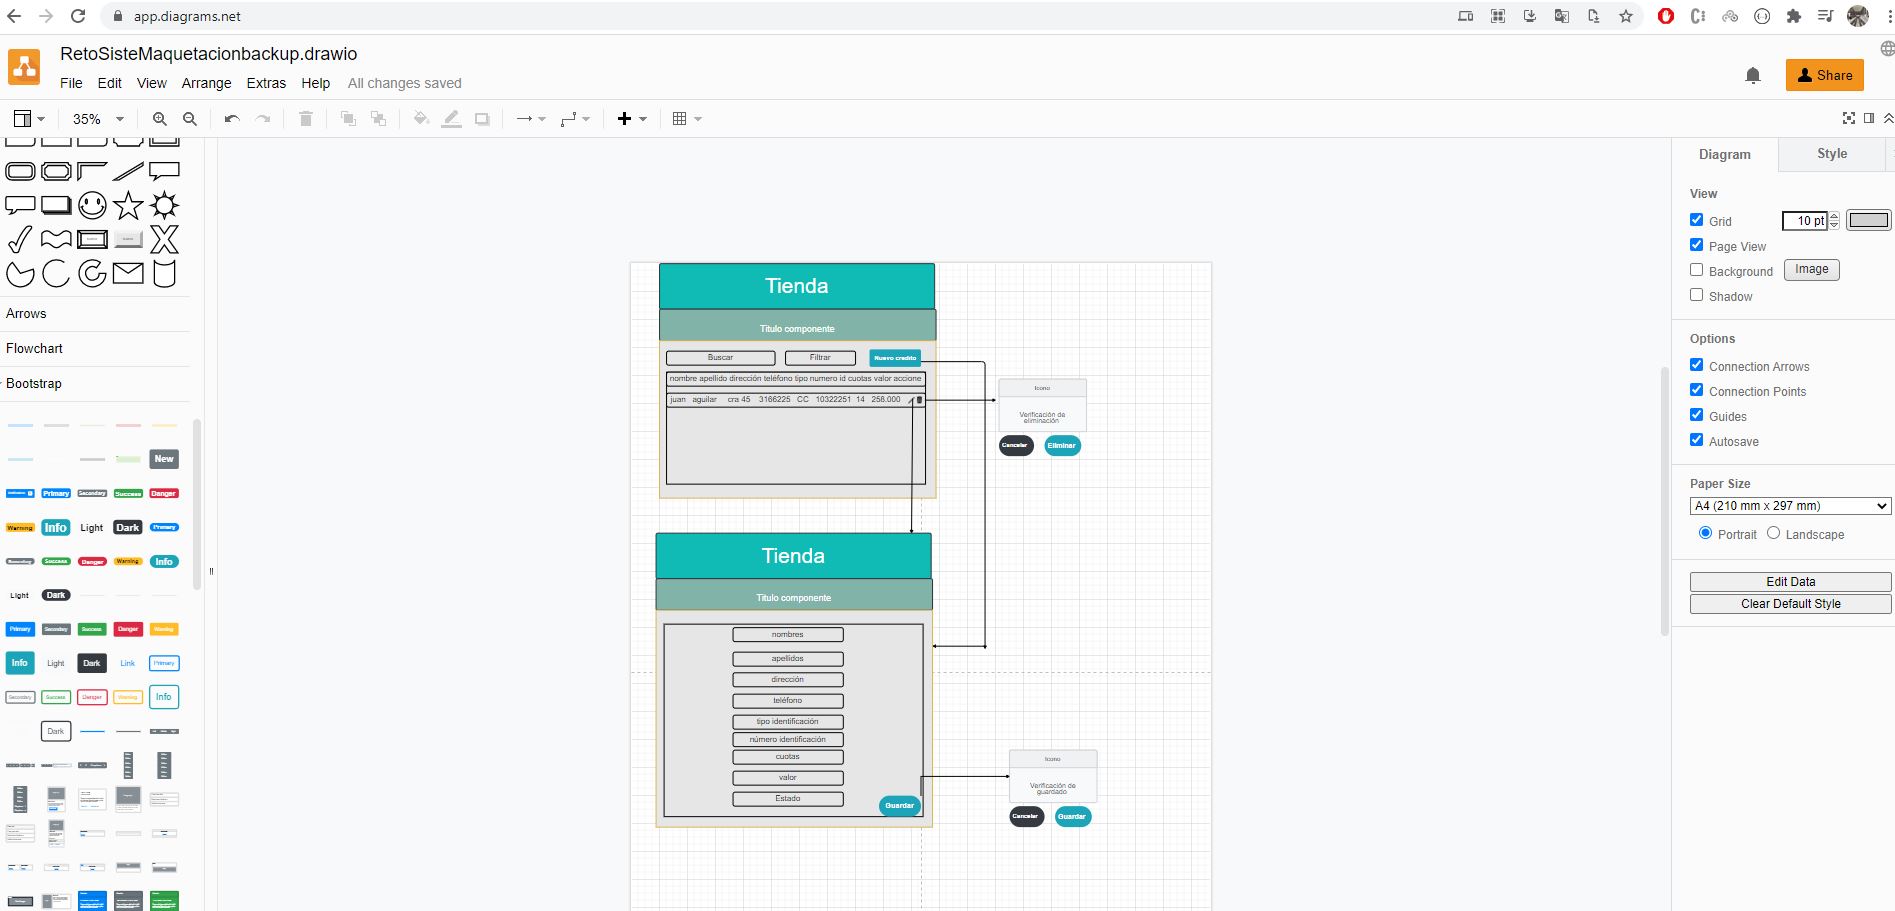 app.diagrams.net
RetoSisteMaquetacionbackup.drawio
File Edit View Arrange Extras Help All changes saved
Share
35%
Arrows
Flowchart
Bootstrap
New
Primary Secondary Success Danger
Warning Info Light Dark Primary
Secondary Success Danger Warning Info
Light Dark
Primary Secondary Success Danger Warning
Info Light Dark Link Primary
Secondary Success Danger Warning Info
Dark
Tienda
Titulo componente
Buscar Filtrar Nuevo credito
nombre apellido dirección teléfono tipo numero id cuotas valor accione
juan aguilar cra 45 3166225 CC 10322251 14 258.000
Icono
Verificación de
eliminación
Cancelar Eliminar
Tienda
Titulo componente
nombres
apellidos
dirección
teléfono
tipo identificación
número identificación
cuotas
valor
Estado
Guardar
Icono
Verificación de
guardado
Cancelar Guardar
Diagram Style
View
Grid 10 pt
Page View
Background Image
Shadow
Options
Connection Arrows
Connection Points
Guides
Autosave
Paper Size
A4 (210 mm x 297 mm)
Portrait Landscape
Edit Data
Clear Default Style